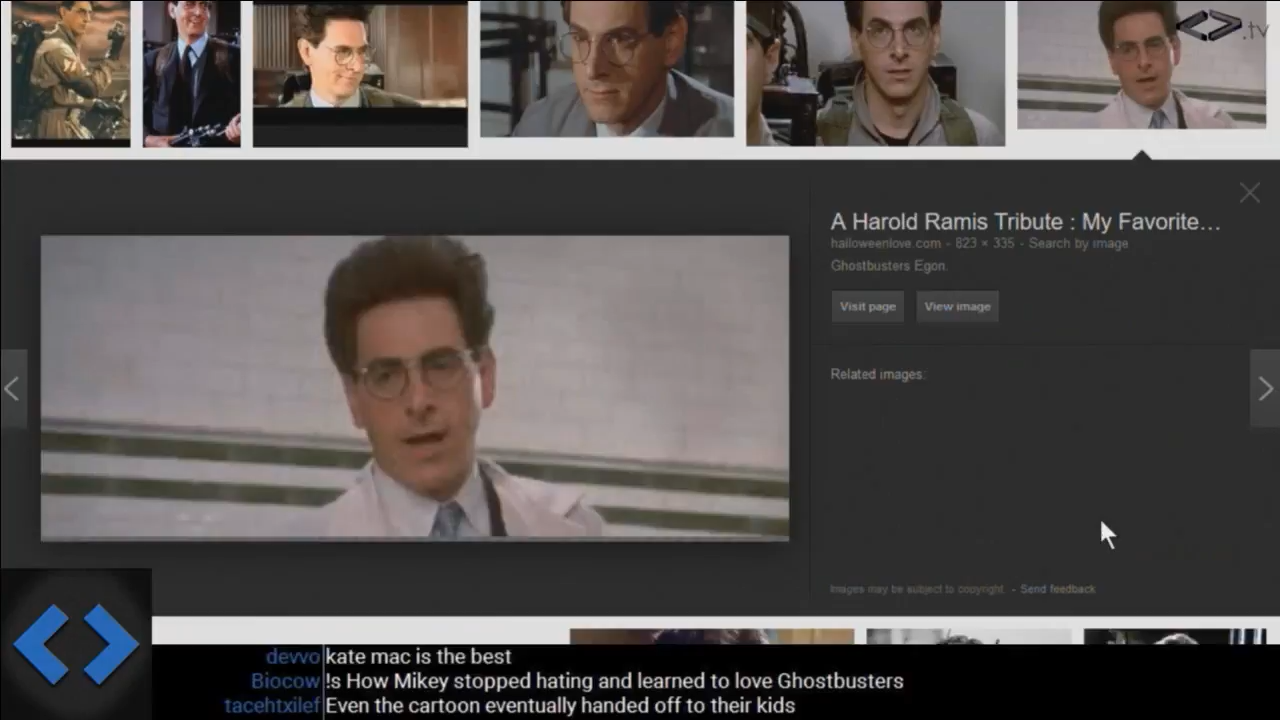 <>.tv
A Harold Ramis Tribute : My Favorite...
halloweenlove.com - 823 × 335 - Search by image
Ghostbusters Egon.
Visit page View image
Related images:
Images may be subject to copyright. - Send feedback
devvo kate mac is the best
Biocow !s How Mikey stopped hating and learned to love Ghostbusters
tacehtxilef Even the cartoon eventually handed off to their kids